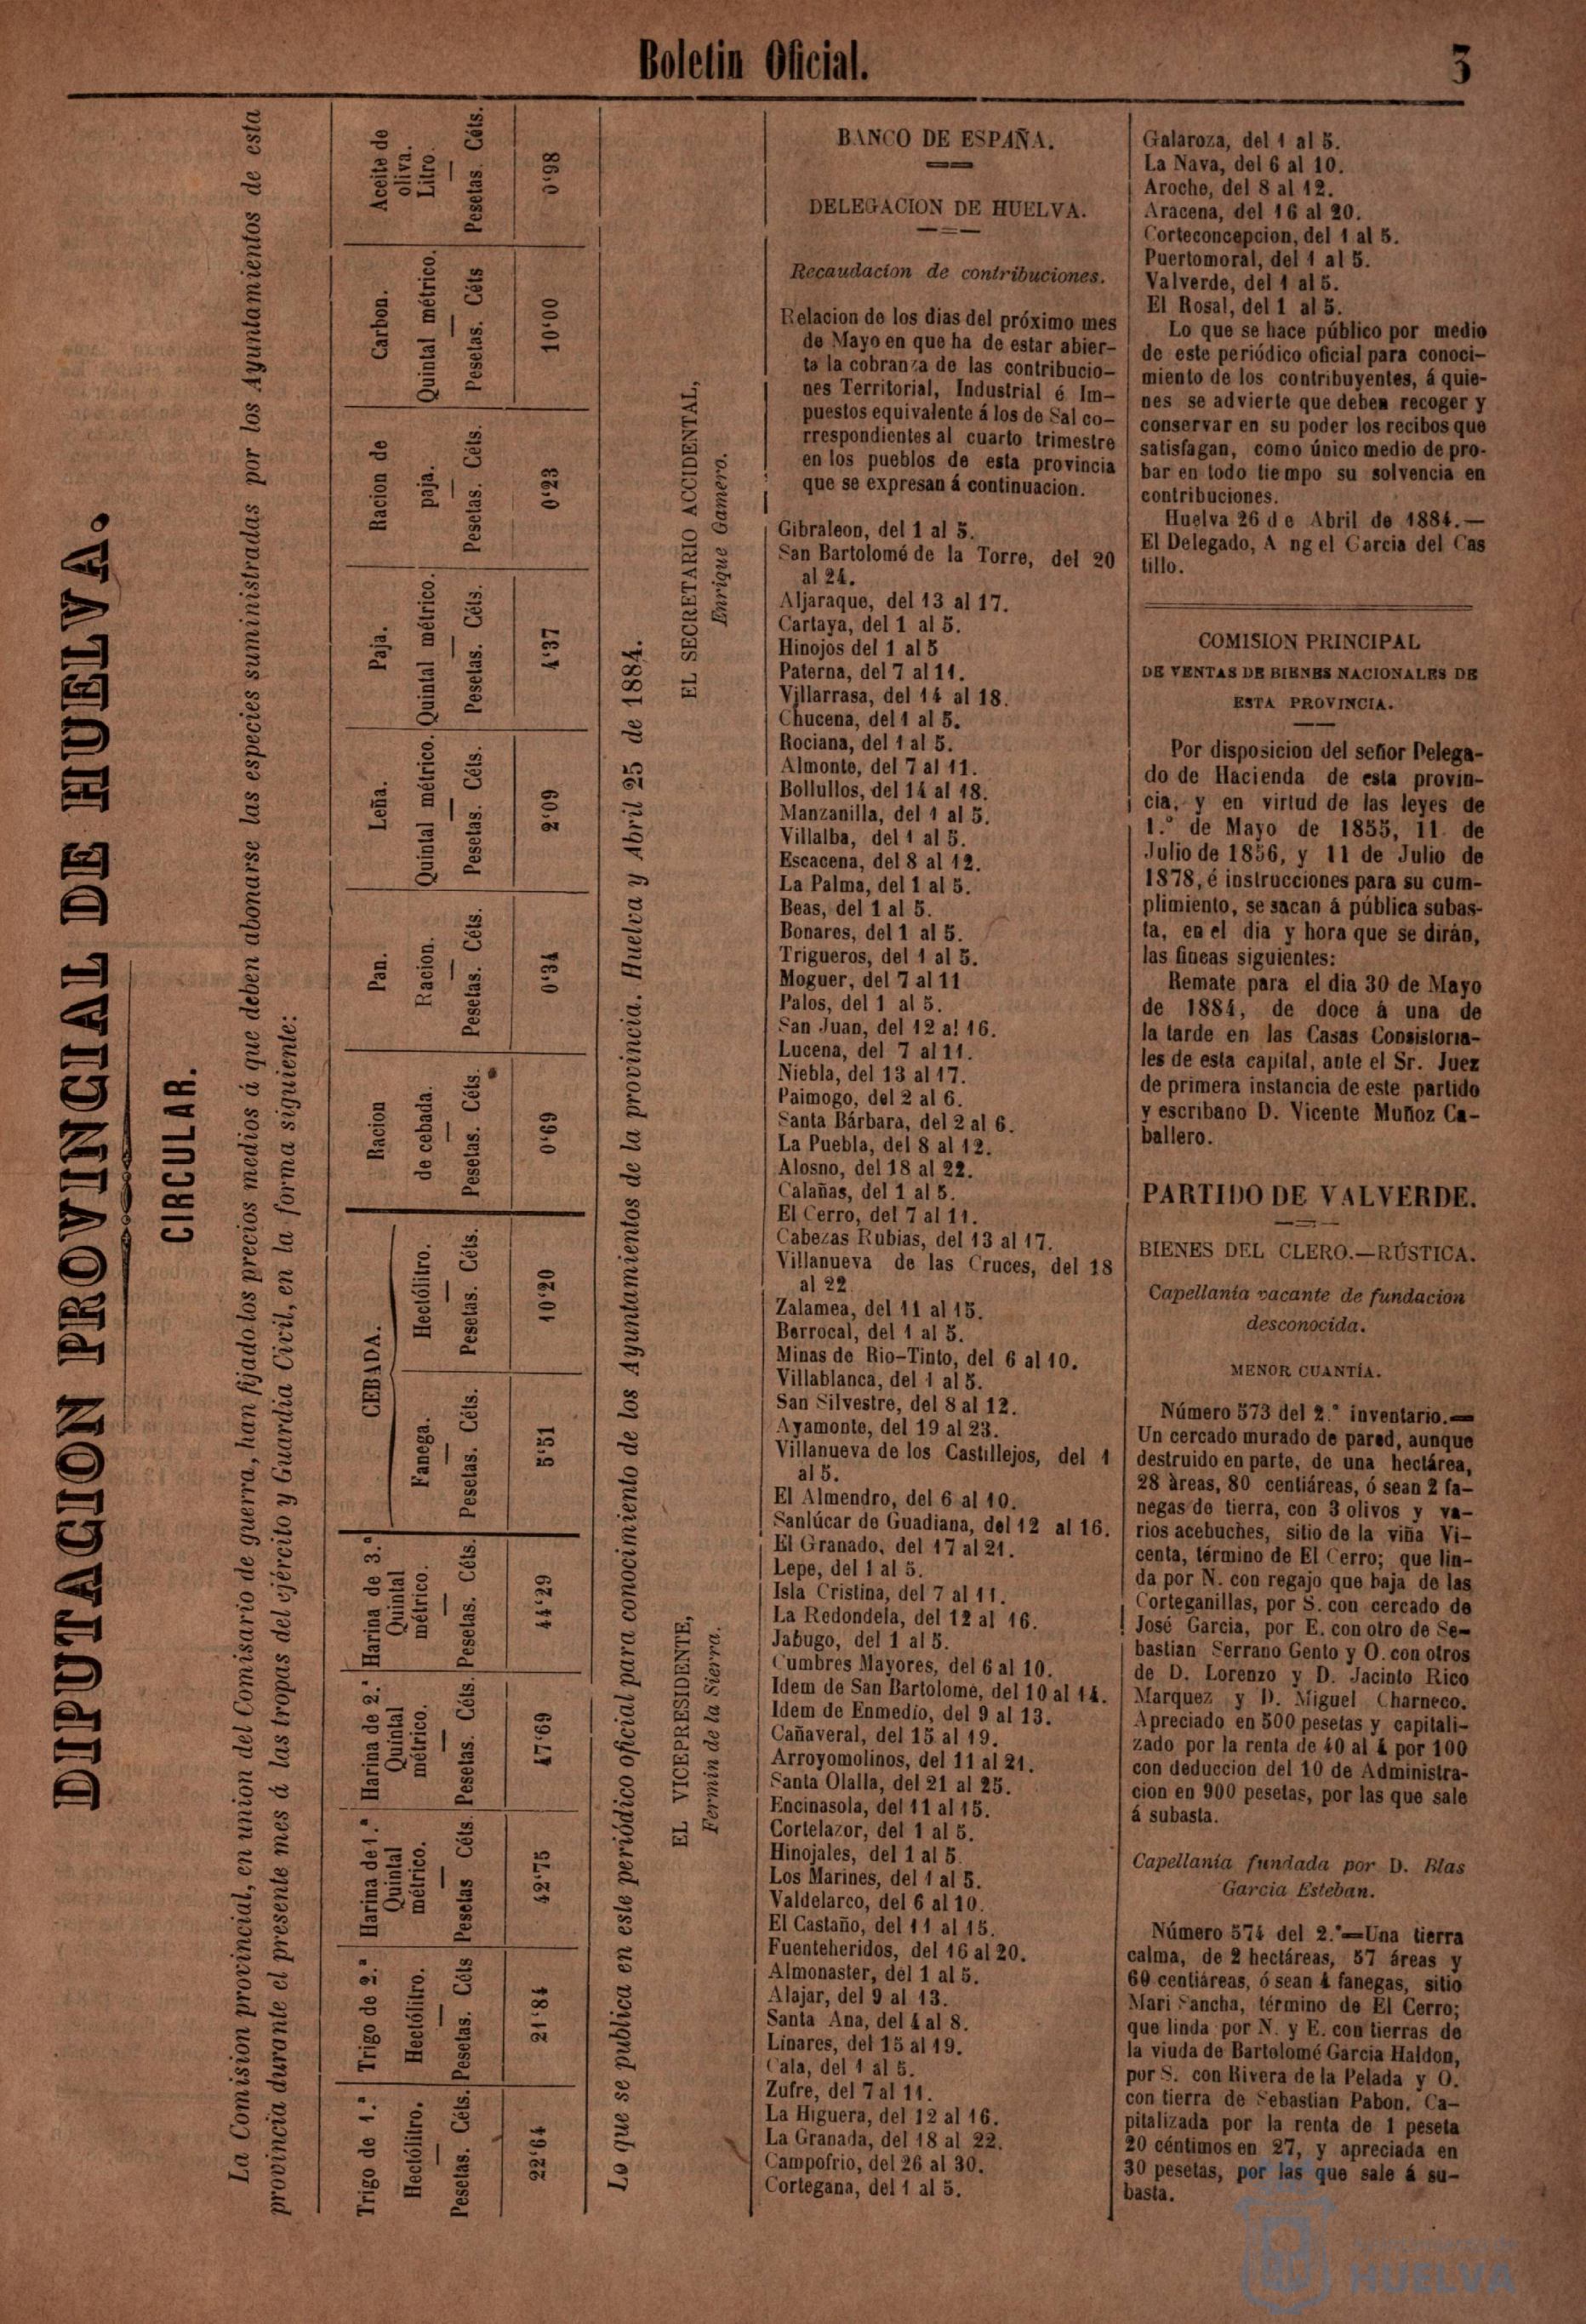 Boletin Oficial.
3
DIPUTACION PROVINCIAL DE HUELVA.
CIRCULAR.
La Comision provincial, en union del Comisario de guerra, han fijado los precios medios á que deben abonarse las especies suministradas por los Ayuntamientos de esta
provincia durante el presente mes á las tropas del ejército y Guardia Civil, en la forma siguiente:
Trigo de 1.ª
Hectólitro.
Pesetas. Céts.
22'64
Trigo de 2.ª
Hectólitro.
Pesetas. Céts
21'84
Harina de 1.ª
Quintal
métrico.
Pesetas Céts.
42'75
Harina de 2.ª
Quintal
métrico.
Pesetas. Céts.
47'69
Harina de 3.ª
Quintal
métrico.
Pesetas. Céts.
44'29
CEBADA.
Fanega.
Pesetas. Céts.
5'51
Hectólitro.
Pesetas. Céts.
10'20
Racion
de cebada.
Pesetas. Céts.
0'69
Pan.
Racion.
Pesetas. Céts.
0'34
Leña.
Quintal métrico.
Pesetas. Céts.
2'09
Paja.
Quintal métrico.
Pesetas. Céts.
4'37
Racion de
paja.
Pesetas. Céts.
0'23
Carbon.
Quintal métrico.
Pesetas. Céts
10'00
Aceite de
oliva.
Litro.
Pesetas. Céts.
0'98
Lo que se publica en este periódico oficial para conocimiento de los Ayuntamientos de la provincia. Huelva y Abril 25 de 1884.
EL VICEPRESIDENTE,
Fermin de la Sierra.
EL SECRETARIO ACCIDENTAL,
Enrique Gamero.
BANCO DE ESPAÑA.
DELEGACION DE HUELVA.
Recaudacion de contribuciones.
Relacion de los dias del próximo mes
de Mayo en que ha de estar abier-
ta la cobranza de las contribucio-
nes Territorial, Industrial é Im-
puestos equivalente á los de Sal co-
rrespondientes al cuarto trimestre
en los pueblos de esta provincia
que se expresan á continuacion.
Gibraleon, del 1 al 5.
San Bartolomé de la Torre, del 20
al 24.
Aljaraque, del 13 al 17.
Cartaya, del 1 al 5.
Hinojos del 1 al 5
Paterna, del 7 al 11.
Villarrasa, del 14 al 18.
Chucena, del 1 al 5.
Rociana, del 1 al 5.
Almonte, del 7 al 11.
Bollullos, del 14 al 18.
Manzanilla, del 1 al 5.
Villalba, del 1 al 5.
Escacena, del 8 al 12.
La Palma, del 1 al 5.
Beas, del 1 al 5.
Bonares, del 1 al 5.
Trigueros, del 1 al 5.
Moguer, del 7 al 11
Palos, del 1 al 5.
San Juan, del 12 al 16.
Lucena, del 7 al 11.
Niebla, del 13 al 17.
Paimogo, del 2 al 6.
Santa Bárbara, del 2 al 6.
La Puebla, del 8 al 12.
Alosno, del 18 al 22.
Calañas, del 1 al 5.
El Cerro, del 7 al 11.
Cabezas Rubias, del 13 al 17.
Villanueva de las Cruces, del 18
al 22.
Zalamea, del 11 al 15.
Berrocal, del 1 al 5.
Minas de Rio-Tinto, del 6 al 10.
Villablanca, del 1 al 5.
San Silvestre, del 8 al 12.
Ayamonte, del 19 al 23.
Villanueva de los Castillejos, del 1
al 5.
El Almendro, del 6 al 10.
Sanlúcar de Guadiana, del 12 al 16.
El Granado, del 17 al 21.
Lepe, del 1 al 5.
Isla Cristina, del 7 al 11.
La Redondela, del 12 al 16.
Jabugo, del 1 al 5.
Cumbres Mayores, del 6 al 10.
Idem de San Bartolome, del 10 al 14.
Idem de Enmedio, del 9 al 13.
Cañaveral, del 15 al 19.
Arroyomolinos, del 11 al 21.
Santa Olalla, del 21 al 25.
Encinasola, del 11 al 15.
Cortelazor, del 1 al 5.
Hinojales, del 1 al 5.
Los Marines, del 1 al 5.
Valdelarco, del 6 al 10.
El Castaño, del 11 al 15.
Fuenteheridos, del 16 al 20.
Almonaster, del 1 al 5.
Alajar, del 9 al 13.
Santa Ana, del 4 al 8.
Linares, del 15 al 19.
Cala, del 1 al 5.
Zufre, del 7 al 11.
La Higuera, del 12 al 16.
La Granada, del 18 al 22.
Campofrio, del 26 al 30.
Cortegana, del 1 al 5.
Galaroza, del 1 al 5.
La Nava, del 6 al 10.
Aroche, del 8 al 12.
Aracena, del 16 al 20.
Corteconcepcion, del 1 al 5.
Puertomoral, del 1 al 5.
Valverde, del 1 al 5.
El Rosal, del 1 al 5.
Lo que se hace público por medio
de este periódico oficial para conoci-
miento de los contribuyentes, á quie-
nes se advierte que deben recoger y
conservar en su poder los recibos que
satisfagan, como único medio de pro-
bar en todo tiempo su solvencia en
contribuciones.
Huelva 26 de Abril de 1884.—
El Delegado, Angel Garcia del Cas
tillo.
COMISION PRINCIPAL
DE VENTAS DE BIENES NACIONALES DE
ESTA PROVINCIA.
Por disposicion del señor Delega-
do de Hacienda de esta provin-
cia, y en virtud de las leyes de
1.º de Mayo de 1855, 11 de
Julio de 1856, y 11 de Julio de
1878, é instrucciones para su cum-
plimiento, se sacan á pública subas-
ta, en el dia y hora que se dirán,
las fincas siguientes:
Remate para el dia 30 de Mayo
de 1884, de doce á una de
la tarde en las Casas Consistoria-
les de esta capital, ante el Sr. Juez
de primera instancia de este partido
y escribano D. Vicente Muñoz Ca-
ballero.
PARTIDO DE VALVERDE.
BIENES DEL CLERO.—RÚSTICA.
Capellanía vacante de fundacion
desconocida.
MENOR CUANTÍA.
Número 573 del 2.º inventario.—
Un cercado murado de pared, aunque
destruido en parte, de una hectárea,
28 àreas, 80 centiáreas, ó sean 2 fa-
negas de tierra, con 3 olivos y va-
rios acebuches, sitio de la viña Vi-
centa, término de El Cerro; que lin-
da por N. con regajo que baja de las
Corteganillas, por S. con cercado de
José Garcia, por E. con otro de Se-
bastian Serrano Gento y O. con otros
de D. Lorenzo y D. Jacinto Rico
Marquez y D. Miguel Charneco.
Apreciado en 500 pesetas y capitali-
zado por la renta de 40 al 4 por 100
con deduccion del 10 de Administra-
cion en 900 pesetas, por las que sale
á subasta.
Capellanía fundada por D. Blas
Garcia Esteban.
Número 574 del 2.º—Una tierra
calma, de 2 hectáreas, 57 áreas y
60 centiáreas, ó sean 4 fanegas, sitio
Mari Sancha, término de El Cerro;
que linda por N. y E. con tierras de
la viuda de Bartolomé Garcia Haldon,
por S. con Rivera de la Pelada y O.
con tierra de Sebastian Pabon. Ca-
pitalizada por la renta de 1 peseta
20 céntimos en 27, y apreciada en
30 pesetas, por las que sale á su-
basta.
HUELVA